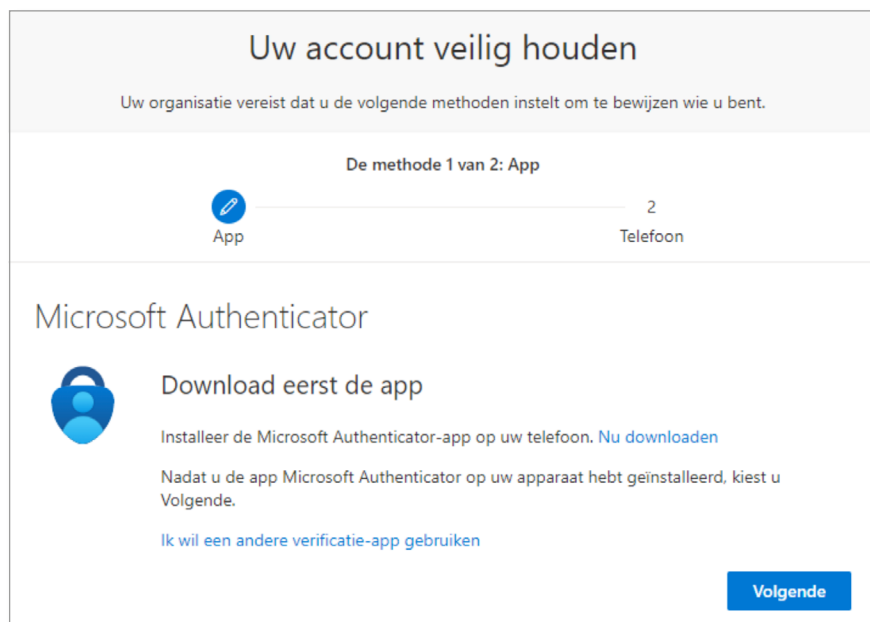 Uw account veilig houden
Uw organisatie vereist dat u de volgende methoden instelt om te bewijzen wie u bent.
De methode 1 van 2: App
2
App
Telefoon
Microsoft Authenticator
Download eerst de app
Installeer de Microsoft Authenticator-app op uw telefoon. Nu downloaden
Nadat u de app Microsoft Authenticator op uw apparaat hebt geïnstalleerd, kiest u
Volgende.
Ik wil een andere verificatie-app gebruiken
Volgende